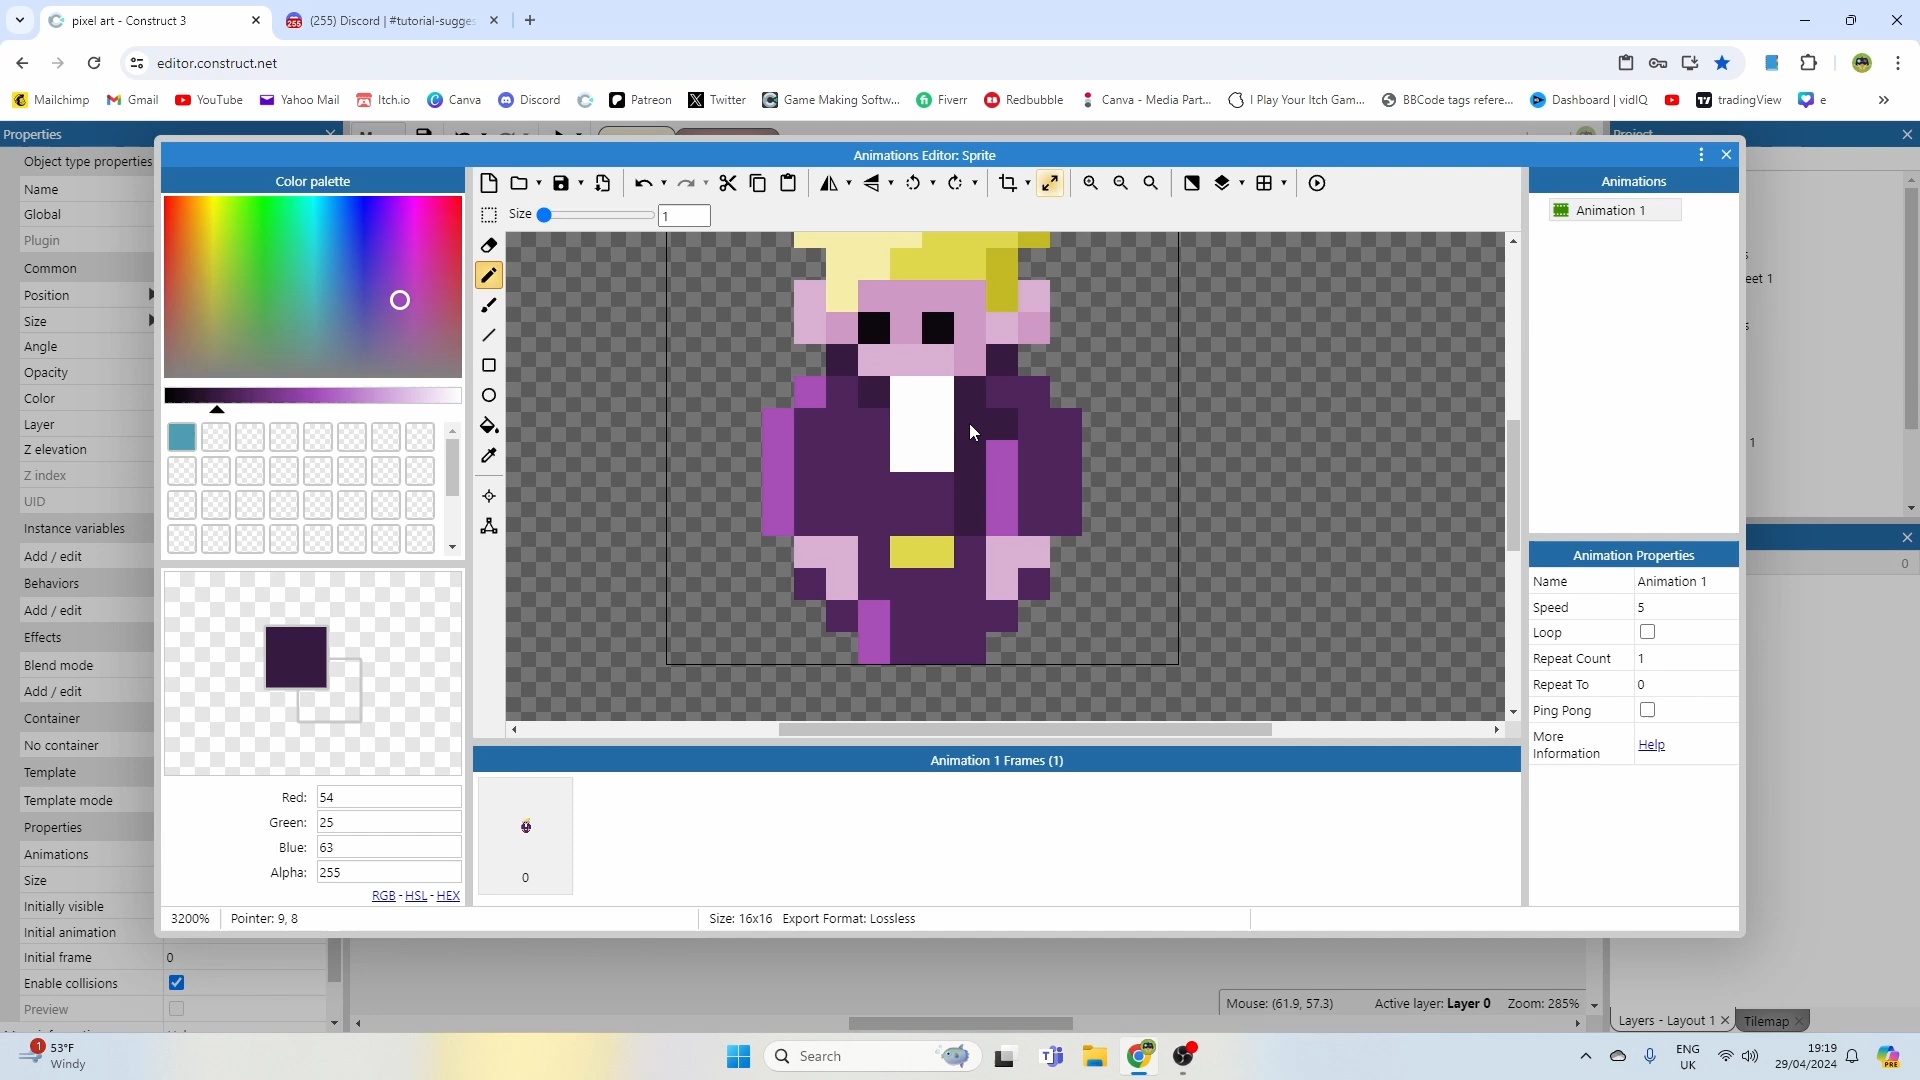 pixel art - Construct 3
(255) Discord | #tutorial-sugges
editor.construct.net
Mailchimp
Gmail
YouTube
Yahoo Mail
Itch.io
Canva
Discord
Patreon
Twitter
Game Making Softw...
Fiverr
Redbubble
Canva - Media Part...
I Play Your Itch Gam...
BBCode tags refere...
Dashboard | vidIQ
tradingView
e
Properties
Object type properties
Name
Global
Plugin
Common
Position
Size
Angle
Opacity
Color
Layer
Z elevation
Z index
UID
Instance variables
Add / edit
Behaviors
Add / edit
Effects
Blend mode
Add / edit
Container
No container
Template
Template mode
Properties
Animations
Size
Initially visible
Initial animation
Initial frame
0
Enable collisions
Preview
Animations Editor: Sprite
Color palette
Size
1
Red: 54
Green: 25
Blue: 63
Alpha: 255
RGB - HSL - HEX
3200%
Pointer: 9, 8
Size: 16x16 Export Format: Lossless
Animation 1 Frames (1)
0
Animations
Animation 1
Animation Properties
Name Animation 1
Speed 5
Loop
Repeat Count 1
Repeat To 0
Ping Pong
More
Information
Help
eet 1
1
0
Mouse: (61.9, 57.3)
Active layer: Layer 0
Zoom: 285%
Layers - Layout 1
Tilemap
1
53°F
Windy
Search
ENG
UK
19:19
29/04/2024